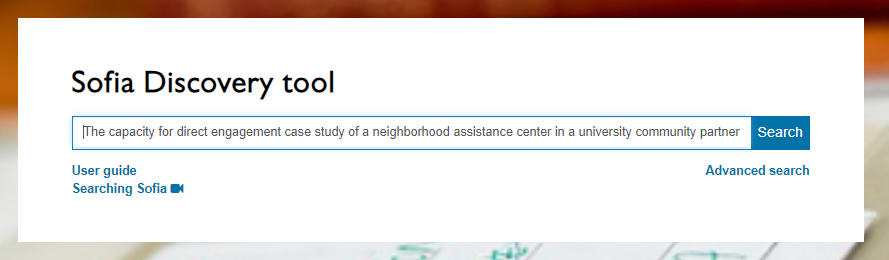 Sofia Discovery tool
The capacity for direct engagement case study of a neighborhood assistance center in a university community partner
Search
User guide
Advanced search
Searching Sofia